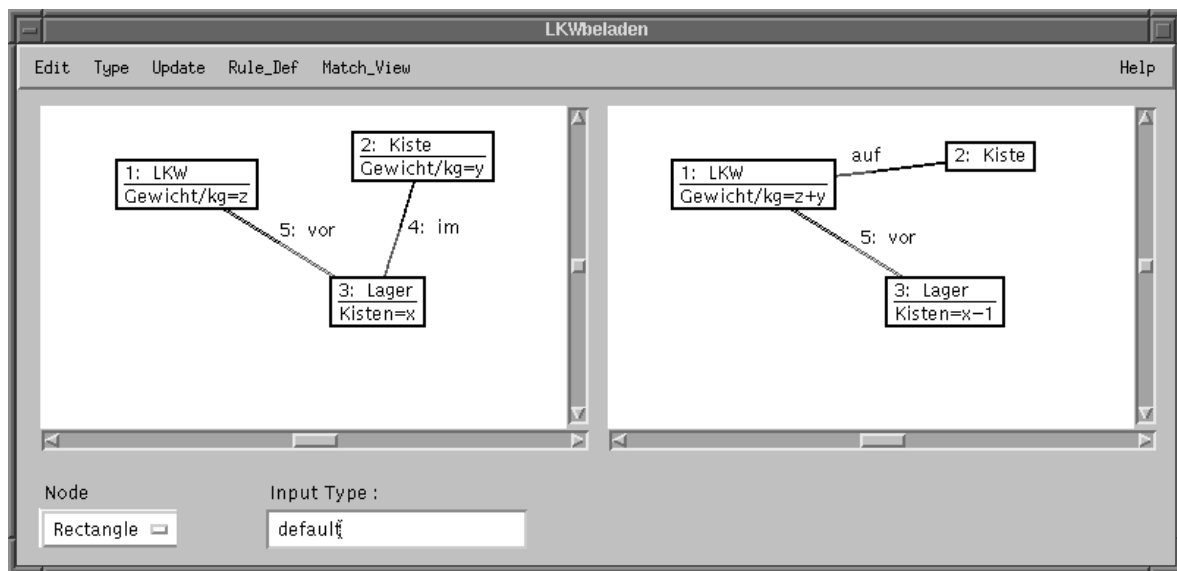 LKWbeladen
Edit Type Update Rule_Def Match_View Help
2: Kiste
Gewicht/kg=y
1: LKW
Gewicht/kg=z
5: vor
4: im
3: Lager
Kisten=x
auf
2: Kiste
1: LKW
Gewicht/kg=z+y
5: vor
3: Lager
Kisten=x-1
Node
Input Type :
Rectangle
default